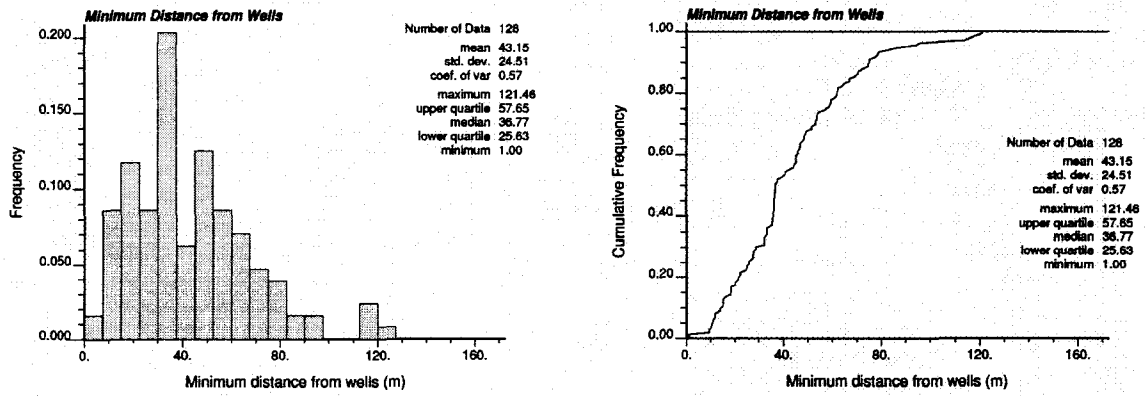 Minimum Distance from Wells
Number of Data 128
mean 43.15
std. dev. 24.51
coef. of var 0.57
maximum 121.46
upper quartile 57.65
median 36.77
lower quartile 25.63
minimum 1.00
Frequency
0.200
0.150
0.100
0.050
0.000
0. 40. 80. 120. 160.
Minimum distance from wells (m)
Minimum Distance from Wells
Cumulative Frequency
1.00
0.80
0.60
0.40
0.20
0.00
Number of Data 128
mean 43.15
std. dev. 24.51
coef. of var 0.57
maximum 121.46
upper quartile 57.65
median 36.77
lower quartile 25.63
minimum 1.00
0. 40. 80. 120. 160.
Minimum distance from wells (m)